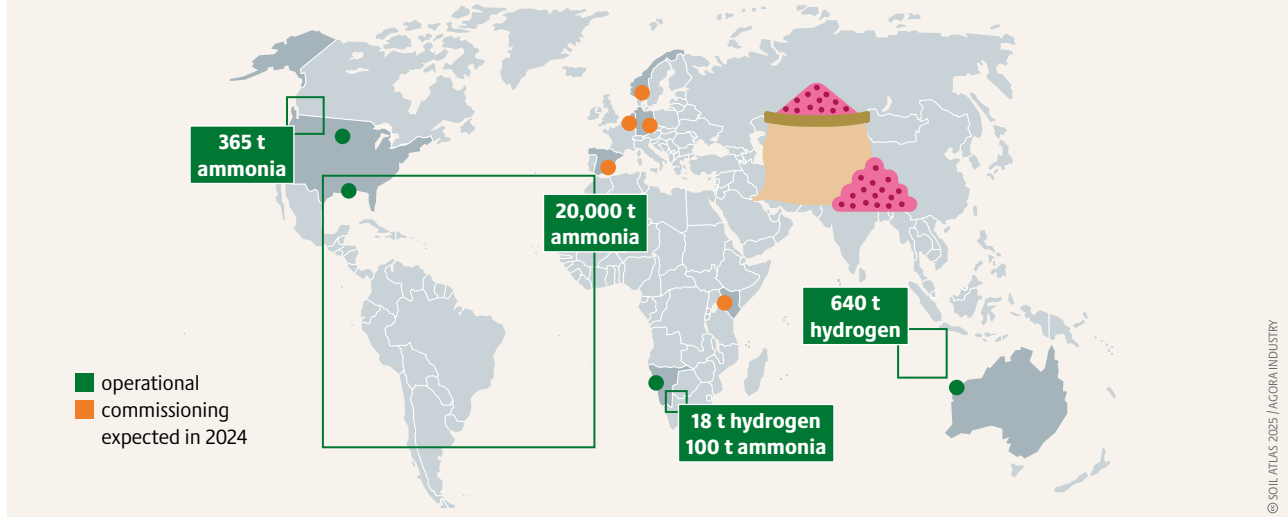 365 t
ammonia
20,000 t
ammonia
640 t
hydrogen
operational
commissioning
expected in 2024
18 t hydrogen
100 t ammonia
© SOIL ATLAS 2025 / AGORA INDUSTRY